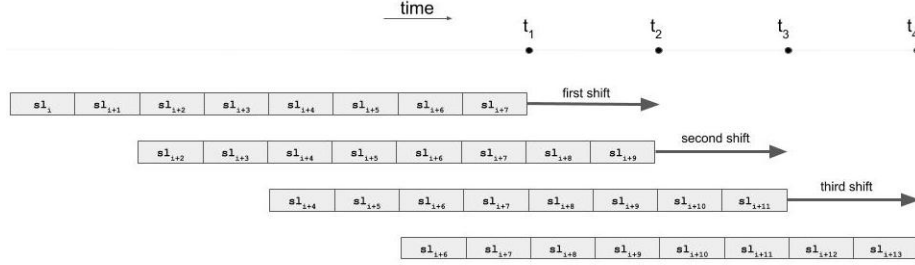 time
t₁ t₂ t₃ t₄
slᵢ slᵢ₊₁ slᵢ₊₂ slᵢ₊₃ slᵢ₊₄ slᵢ₊₅ slᵢ₊₆ slᵢ₊₇ first shift
slᵢ₊₂ slᵢ₊₃ slᵢ₊₄ slᵢ₊₅ slᵢ₊₆ slᵢ₊₇ slᵢ₊₈ slᵢ₊₉ second shift
slᵢ₊₄ slᵢ₊₅ slᵢ₊₆ slᵢ₊₇ slᵢ₊₈ slᵢ₊₉ slᵢ₊₁₀ slᵢ₊₁₁ third shift
slᵢ₊₆ slᵢ₊₇ slᵢ₊₈ slᵢ₊₉ slᵢ₊₁₀ slᵢ₊₁₁ slᵢ₊₁₂ slᵢ₊₁₃